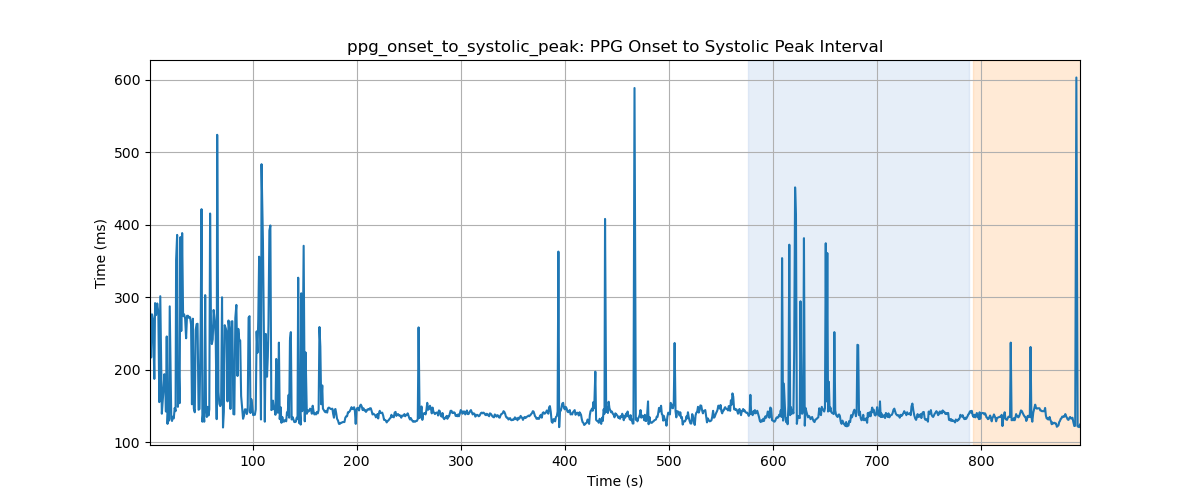 ppg_onset_to_systolic_peak: PPG Onset to Systolic Peak Interval
600
500
400
300
200
100
Time (ms)
100 200 300 400 500 600 700 800
Time (s)